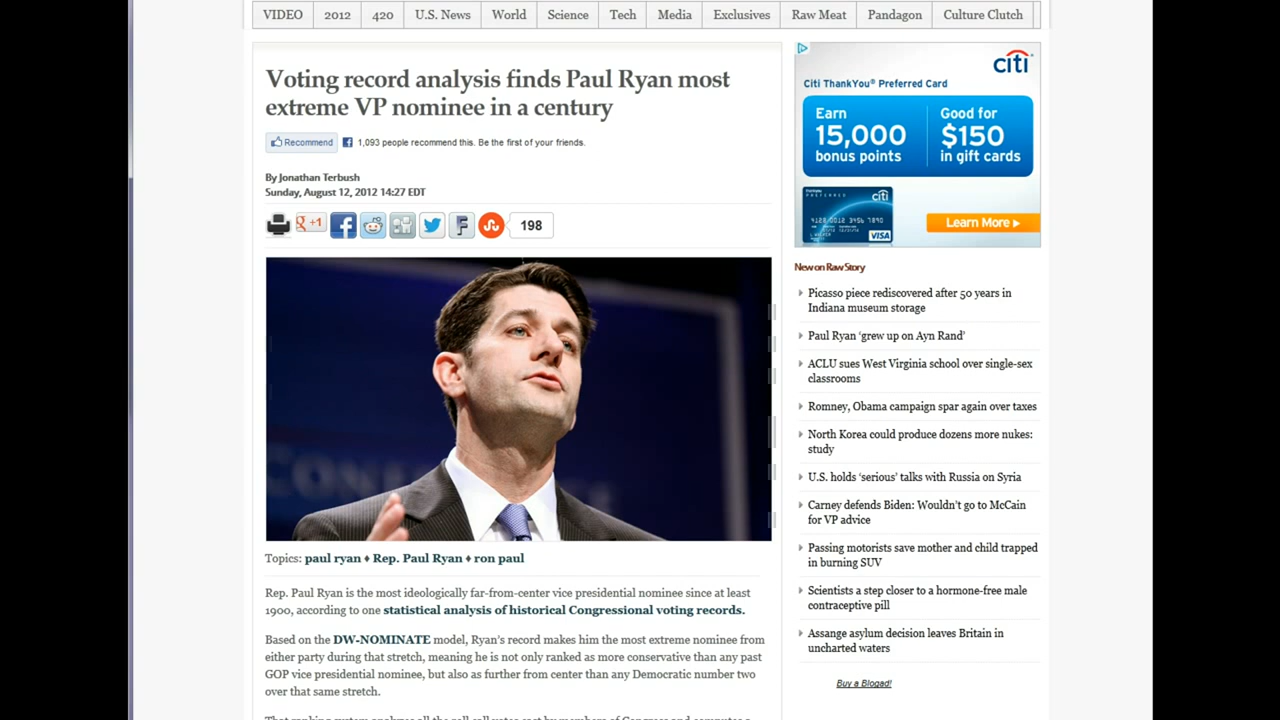 VIDEO 2012 420 U.S. News World Science Tech Media Exclusives Raw Meat Pandagon Culture Clutch
Voting record analysis finds Paul Ryan most
extreme VP nominee in a century
Recommend 1,093 people recommend this. Be the first of your friends.
By Jonathan Terbush
Sunday, August 12, 2012 14:27 EDT
+1 198
Topics: paul ryan ♦ Rep. Paul Ryan ♦ ron paul
Rep. Paul Ryan is the most ideologically far-from-center vice presidential nominee since at least
1900, according to one statistical analysis of historical Congressional voting records.
Based on the DW-NOMINATE model, Ryan's record makes him the most extreme nominee from
either party during that stretch, meaning he is not only ranked as more conservative than any past
GOP vice presidential nominee, but also as further from center than any Democratic number two
over that same stretch.
citi
Citi ThankYou® Preferred Card
Earn
15,000
bonus points
Good for
$150
in gift cards
PREFERRED
citi
4128 0012 3456 7890
VISA
Learn More
New on Raw Story
Picasso piece rediscovered after 50 years in
Indiana museum storage
Paul Ryan ‘grew up on Ayn Rand’
ACLU sues West Virginia school over single-sex
classrooms
Romney, Obama campaign spar again over taxes
North Korea could produce dozens more nukes:
study
U.S. holds ‘serious’ talks with Russia on Syria
Carney defends Biden: Wouldn't go to McCain
for VP advice
Passing motorists save mother and child trapped
in burning SUV
Scientists a step closer to a hormone-free male
contraceptive pill
Assange asylum decision leaves Britain in
uncharted waters
Buy a Blogad!